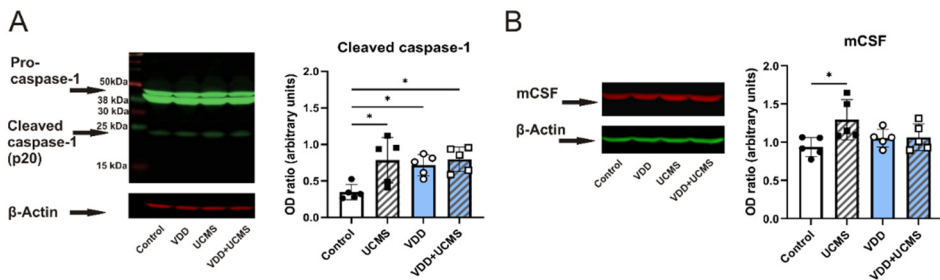 A
Pro-
caspase-1
50kDa
38 kDa
30 kDa
25 kDa
Cleaved
caspase-1
(p20)
15 kDa
β-Actin
Control
VDD
UCMS
VDD+UCMS
Cleaved caspase-1
OD ratio (arbitrary units)
2.0
1.5
1.0
0.5
0.0
*
*
*
Control
UCMS
VDD
VDD+UCMS
B
mCSF
β-Actin
Control
VDD
UCMS
VDD+UCMS
mCSF
OD ratio (arbitrary units)
2.0
1.5
1.0
0.5
0.0
*
Control
UCMS
VDD
VDD+UCMS